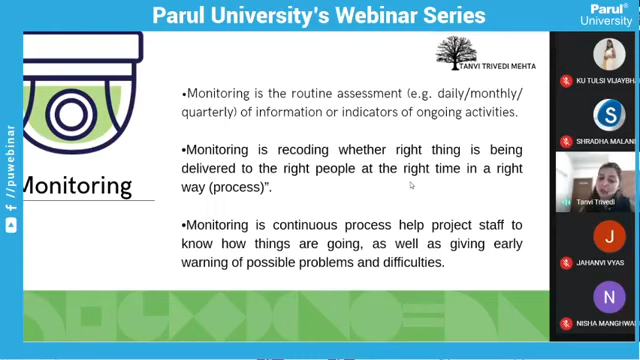 Parul University's Webinar Series
Parul®
University
TANVI TRIVEDI MEHTA
•Monitoring is the routine assessment (e.g. daily/monthly/
quarterly) of information or indicators of ongoing activities.
•Monitoring is recoding whether right thing is being
delivered to the right people at the right time in a right
way (process)”.
Monitoring
•Monitoring is continuous process help project staff to
know how things are going, as well as giving early
warning of possible problems and difficulties.
/puwebinar
KU TULSI VIJAYBH
S
SHRADHA MALANI
Tanvi Trivedi
J
JAHANVI VYAS
N
NISHA MANGHWA